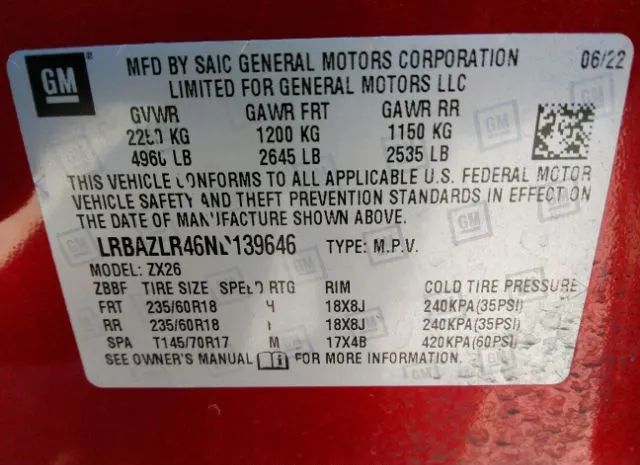 GM
MFD BY SAIC GENERAL MOTORS CORPORATION 06/22
LIMITED FOR GENERAL MOTORS LLC
GVWR GAWR FRT GAWR RR
KG 1200 KG 1150 KG
LB 2645 LB 2535 LB
THIS VEHICLE CONFORMS TO ALL APPLICABLE U.S. FEDERAL MOTOR
VEHICLE SAFETY AND THEFT PREVENTION STANDARDS IN EFFECT ON
THE DATE OF MANUFACTURE SHOWN ABOVE.
TYPE: M.P.V.
MODEL: ZX26
ZBBF TIRE SIZE SPEED RTG RIM COLD TIRE PRESSURE
FRT 235/60R18 18X8J 240KPA(35PSI)
RR 235/60R18 18X8J 240KPA(35PSI)
SPA T145/70R17 M 17X4B 420KPA(60PSI)
SEE OWNER'S MANUAL FOR MORE INFORMATION.